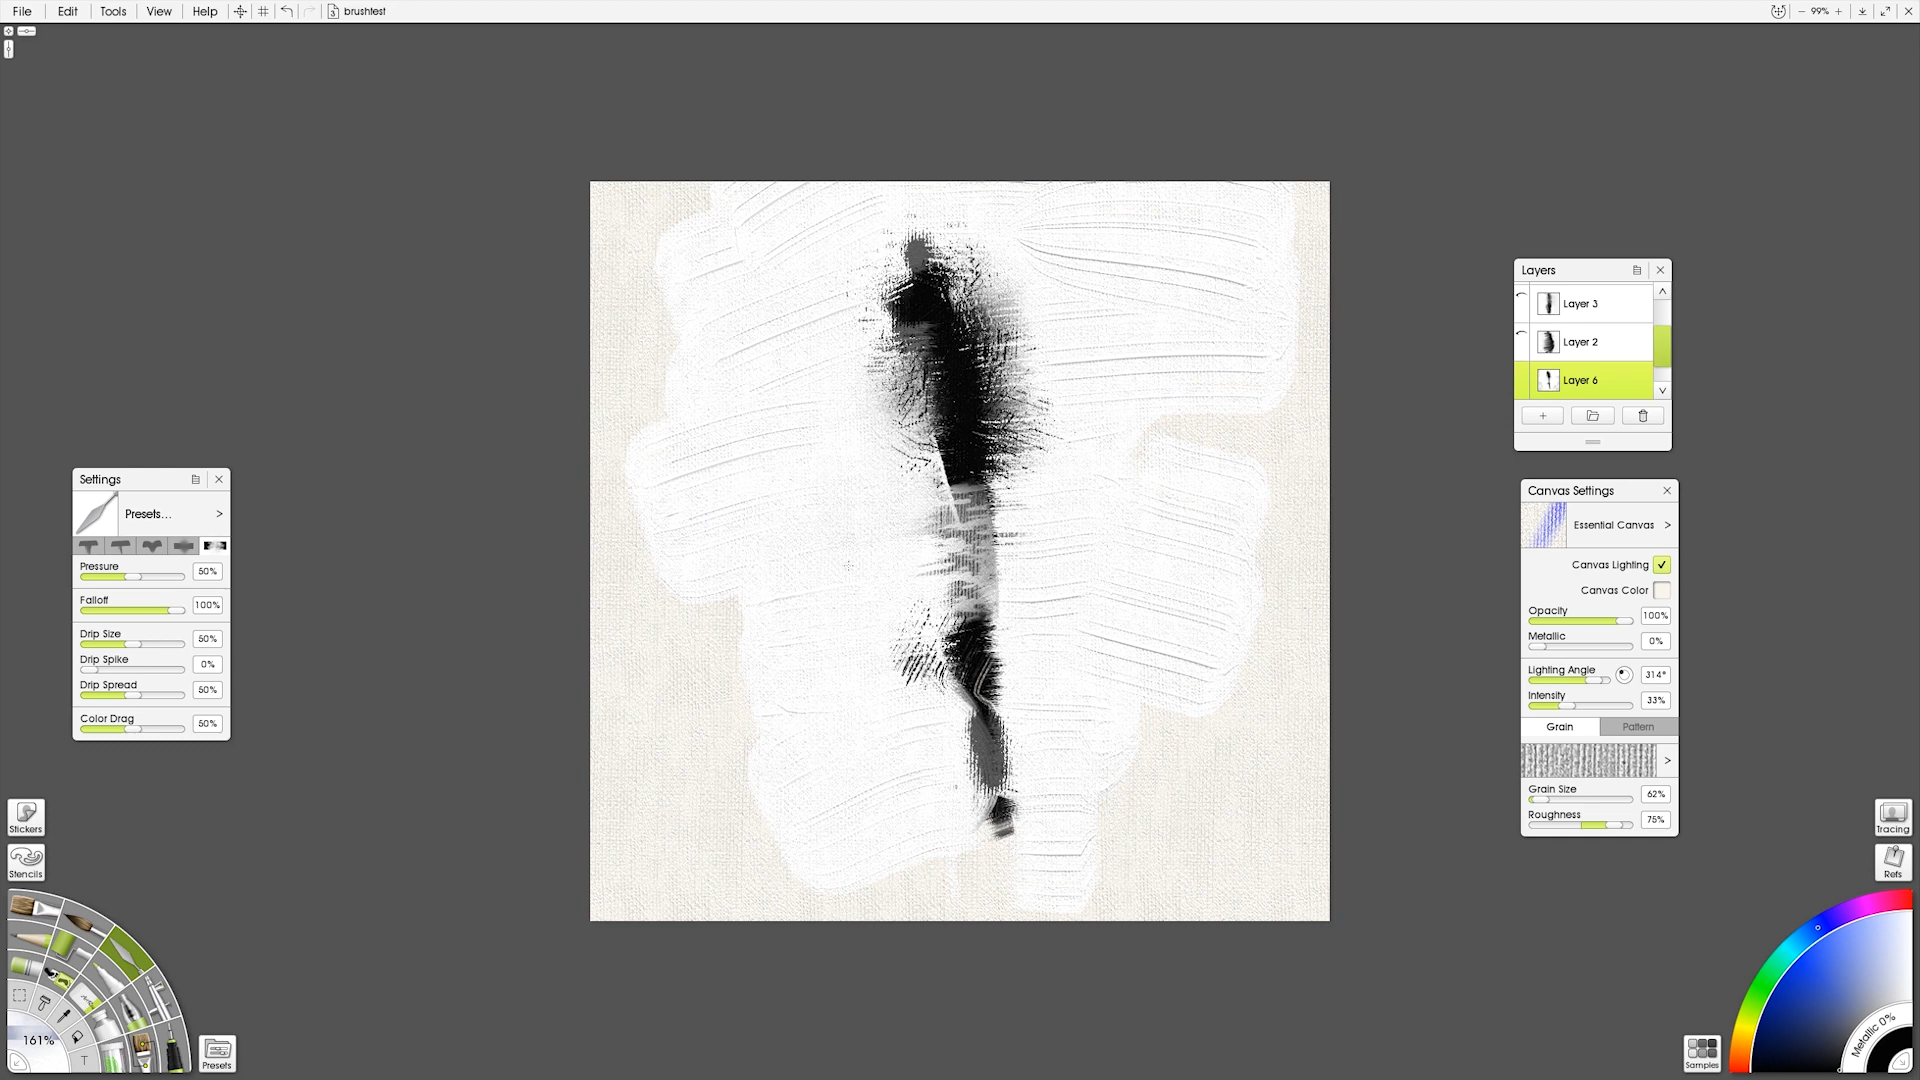 File Edit Tools View Help 3 brushtest 99%
Layers
Layer 3
Layer 2
Layer 6
Settings
Presets...
Pressure 50%
Falloff 100%
Drip Size 50%
Drip Spike 0%
Drip Spread 50%
Color Drag 50%
Canvas Settings
Essential Canvas
Canvas Lighting
Canvas Color
Opacity 100%
Metallic 0%
Lighting Angle 314°
Intensity 33%
Grain Pattern
Grain Size 62%
Roughness 75%
Stickers
Stencils
161%
T
Presets
Tracing
Refs
Metallic 0%
Samples